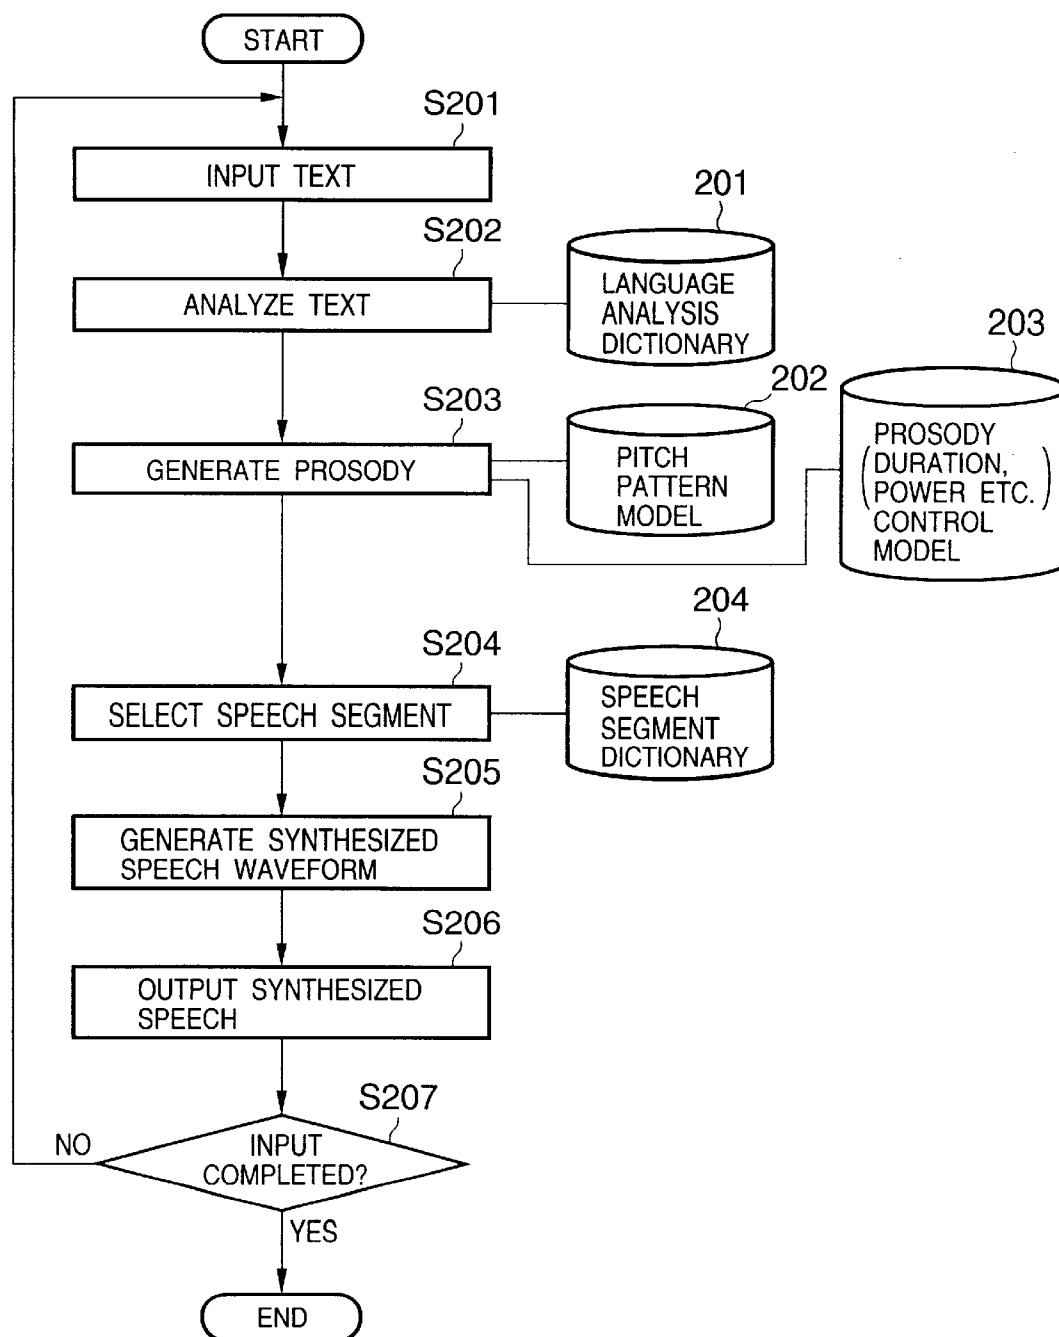 START
S201
INPUT TEXT
201
S202
ANALYZE TEXT
LANGUAGE
ANALYSIS
DICTIONARY
203
202
S203
GENERATE PROSODY
PITCH
PATTERN
MODEL
PROSODY
(DURATION,
POWER ETC.)
CONTROL
MODEL
204
S204
SELECT SPEECH SEGMENT
SPEECH
SEGMENT
DICTIONARY
S205
GENERATE SYNTHESIZED
SPEECH WAVEFORM
S206
OUTPUT SYNTHESIZED
SPEECH
S207
NO
INPUT
COMPLETED?
YES
END